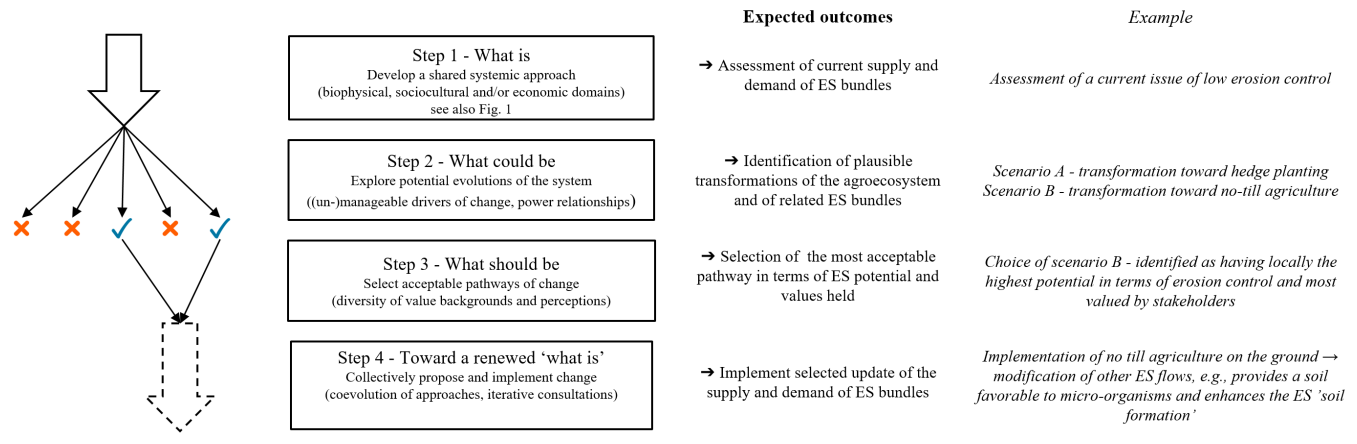 Expected outcomes
Example
Step 1 - What is
Develop a shared systemic approach
(biophysical, sociocultural and/or economic domains)
see also Fig. 1
➔ Assessment of current supply and
demand of ES bundles
Assessment of a current issue of low erosion control
Step 2 - What could be
Explore potential evolutions of the system
((un-)manageable drivers of change, power relationships)
➔ Identification of plausible
transformations of the agroecosystem
and of related ES bundles
Scenario A - transformation toward hedge planting
Scenario B - transformation toward no-till agriculture
Step 3 - What should be
Select acceptable pathways of change
(diversity of value backgrounds and perceptions)
➔ Selection of the most acceptable
pathway in terms of ES potential and
values held
Choice of scenario B - identified as having locally the
highest potential in terms of erosion control and most
valued by stakeholders
Step 4 - Toward a renewed ‘what is’
Collectively propose and implement change
(coevolution of approaches, iterative consultations)
➔ Implement selected update of the
supply and demand of ES bundles
Implementation of no till agriculture on the ground →
modification of other ES flows, e.g., provides a soil
favorable to micro-organisms and enhances the ES ’soil
formation’